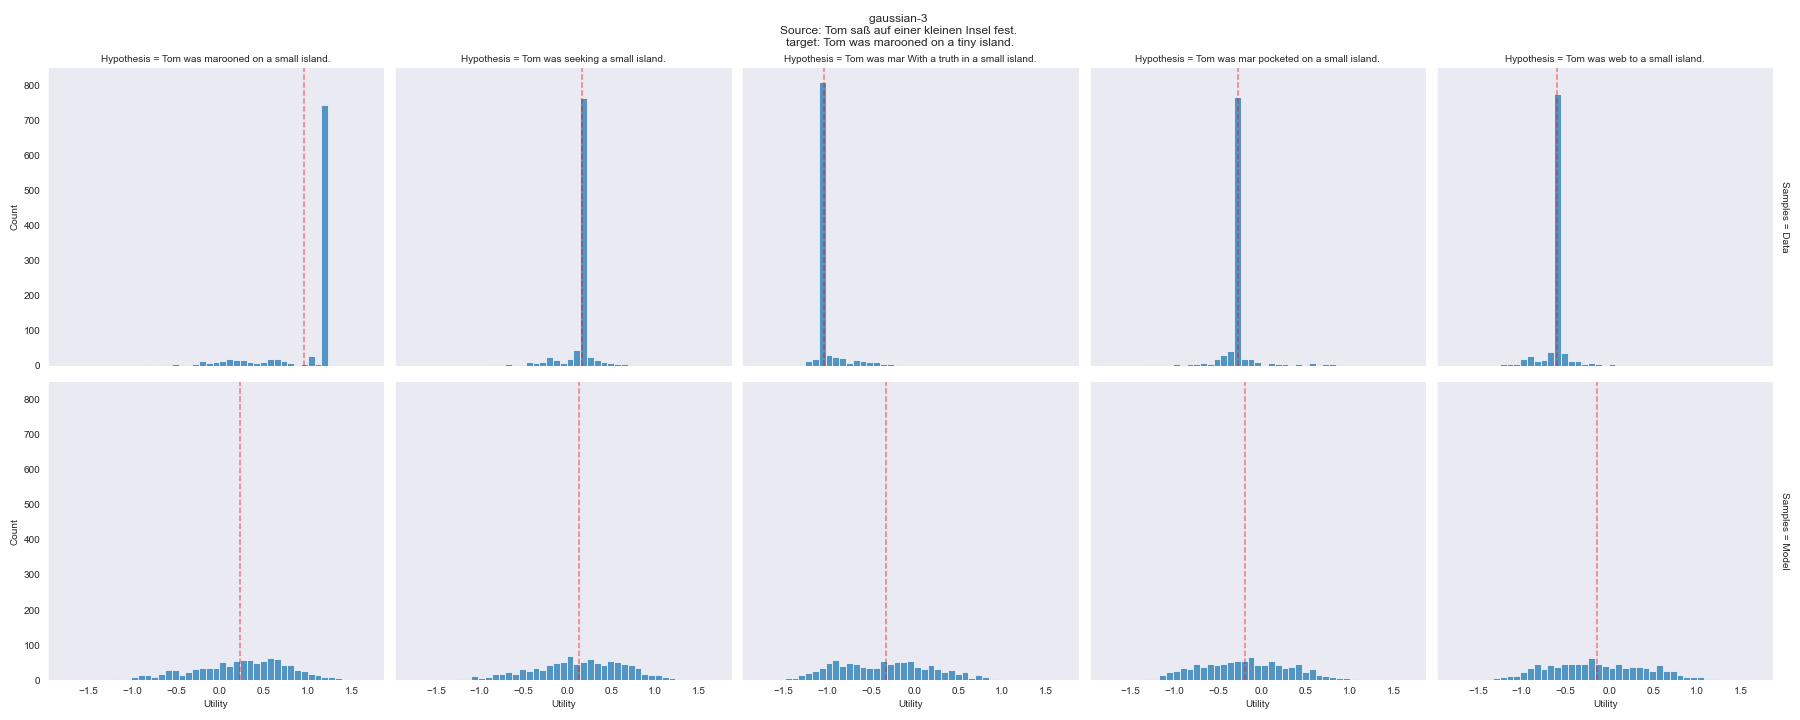 gaussian-3
Source: Tom saß auf einer kleinen Insel fest.
target: Tom was marooned on a tiny island.
Hypothesis = Tom was marooned on a small island.
Hypothesis = Tom was seeking a small island.
Hypothesis = Tom was mar With a truth in a small island.
Hypothesis = Tom was mar pocketed on a small island.
Hypothesis = Tom was web to a small island.
800
700
600
500
400
300
200
100
0
Count
Samples = Data
800
700
600
500
400
300
200
100
0
Count
Samples = Model
−1.5 −1.0 −0.5 0.0 0.5 1.0 1.5
−1.5 −1.0 −0.5 0.0 0.5 1.0 1.5
−1.5 −1.0 −0.5 0.0 0.5 1.0 1.5
−1.5 −1.0 −0.5 0.0 0.5 1.0 1.5
−1.5 −1.0 −0.5 0.0 0.5 1.0 1.5
Utility
Utility
Utility
Utility
Utility